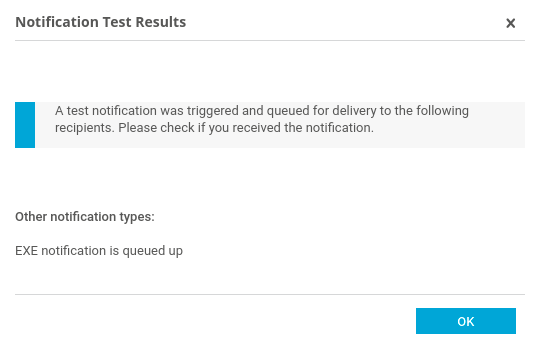 Notification Test Results
×
A test notification was triggered and queued for delivery to the following
recipients. Please check if you received the notification.
Other notification types:
EXE notification is queued up
OK